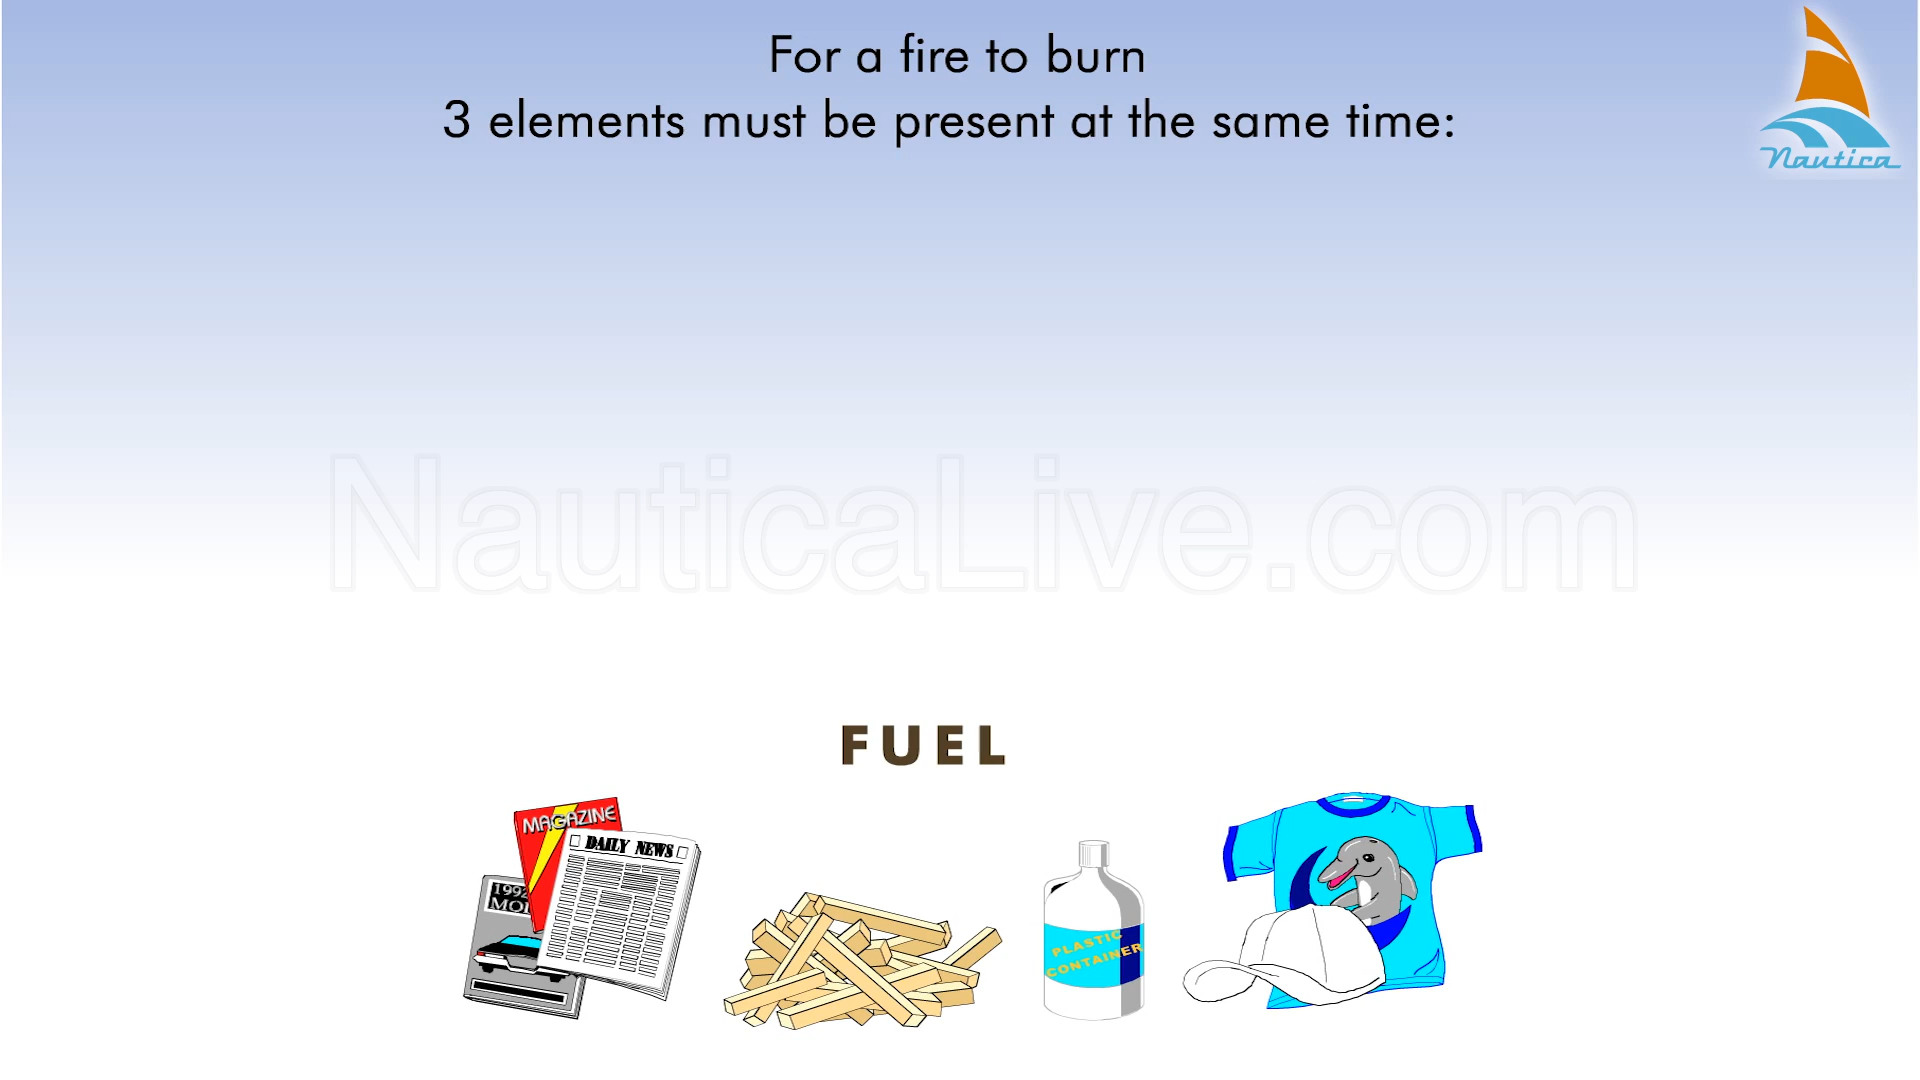 For a fire to burn
3 elements must be present at the same time:
Nautica
NauticaLive.com
FUEL
MAGAZINE
DAILY NEWS
1992
PLASTIC
CONTAINER